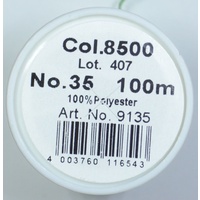 Col.8500
Lot. 407
No.35 100m
100%Polyester
Art. No. 9135
4 003760 116543